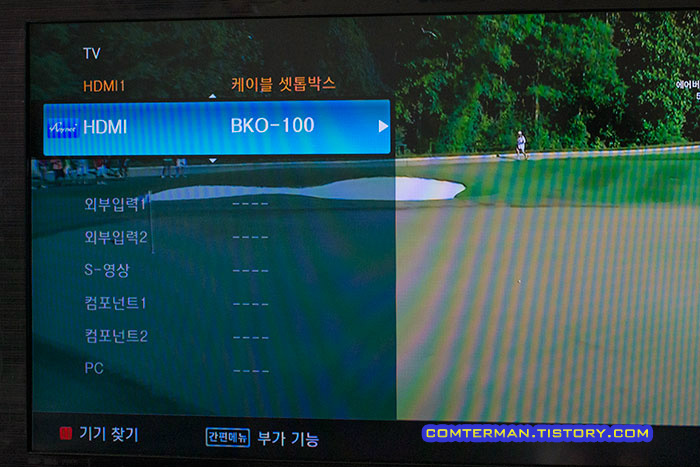 TV
HDMI1 케이블 셋톱박스
Anynet HDMI BKO-100
외부입력1 ----
외부입력2 ----
S-영상 ----
컴포넌트1 ----
컴포넌트2 ----
PC ----
기기 찾기 간편메뉴 부가 기능
COMTERMAN.TISTORY.COM